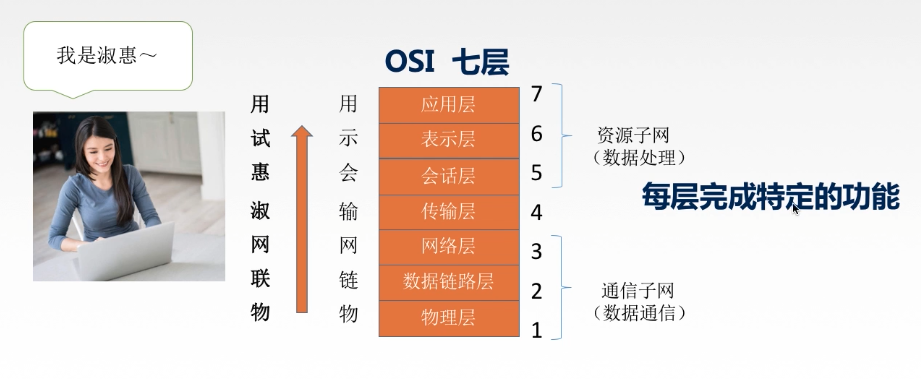 我是淑惠～
OSI 七层
用 用 应用层 7
试 示 表示层 6
惠 会 会话层 5
淑 输 传输层 4
网 网 网络层 3
联 链 数据链路层 2
物 物 物理层 1
资源子网
（数据处理）
每层完成特定的功能
通信子网
（数据通信）